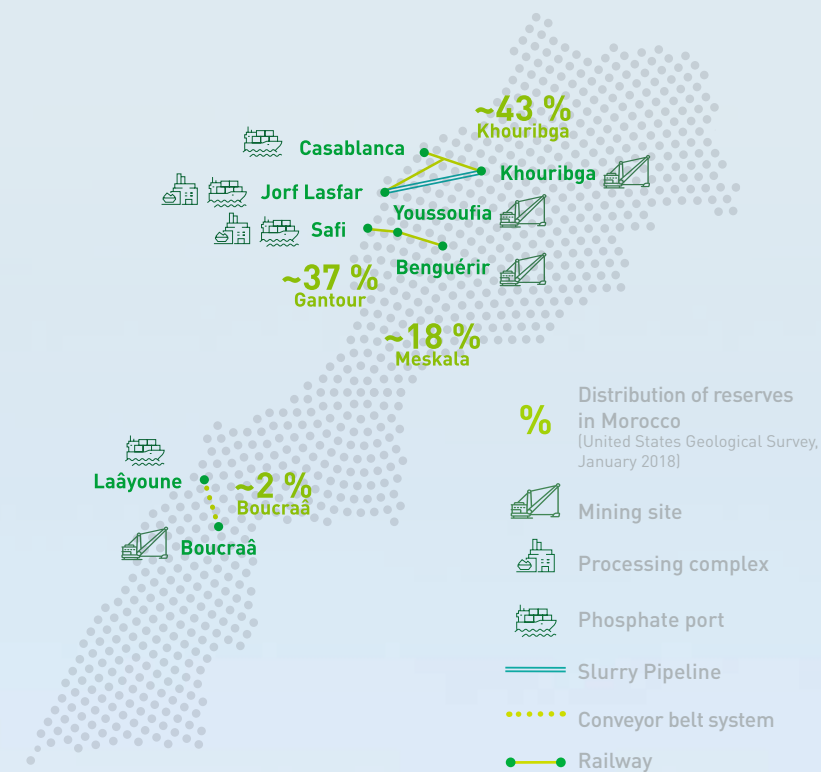 ~43 %
Khouribga
Casablanca
Khouribga
Jorf Lasfar
Youssoufia
Safi
Benguérir
~37 %
Gantour
~18 %
Meskala
Laâyoune
~2 %
Boucraâ
Boucraâ
% Distribution of reserves
in Morocco
(United States Geological Survey,
January 2018)
Mining site
Processing complex
Phosphate port
Slurry Pipeline
Conveyor belt system
Railway